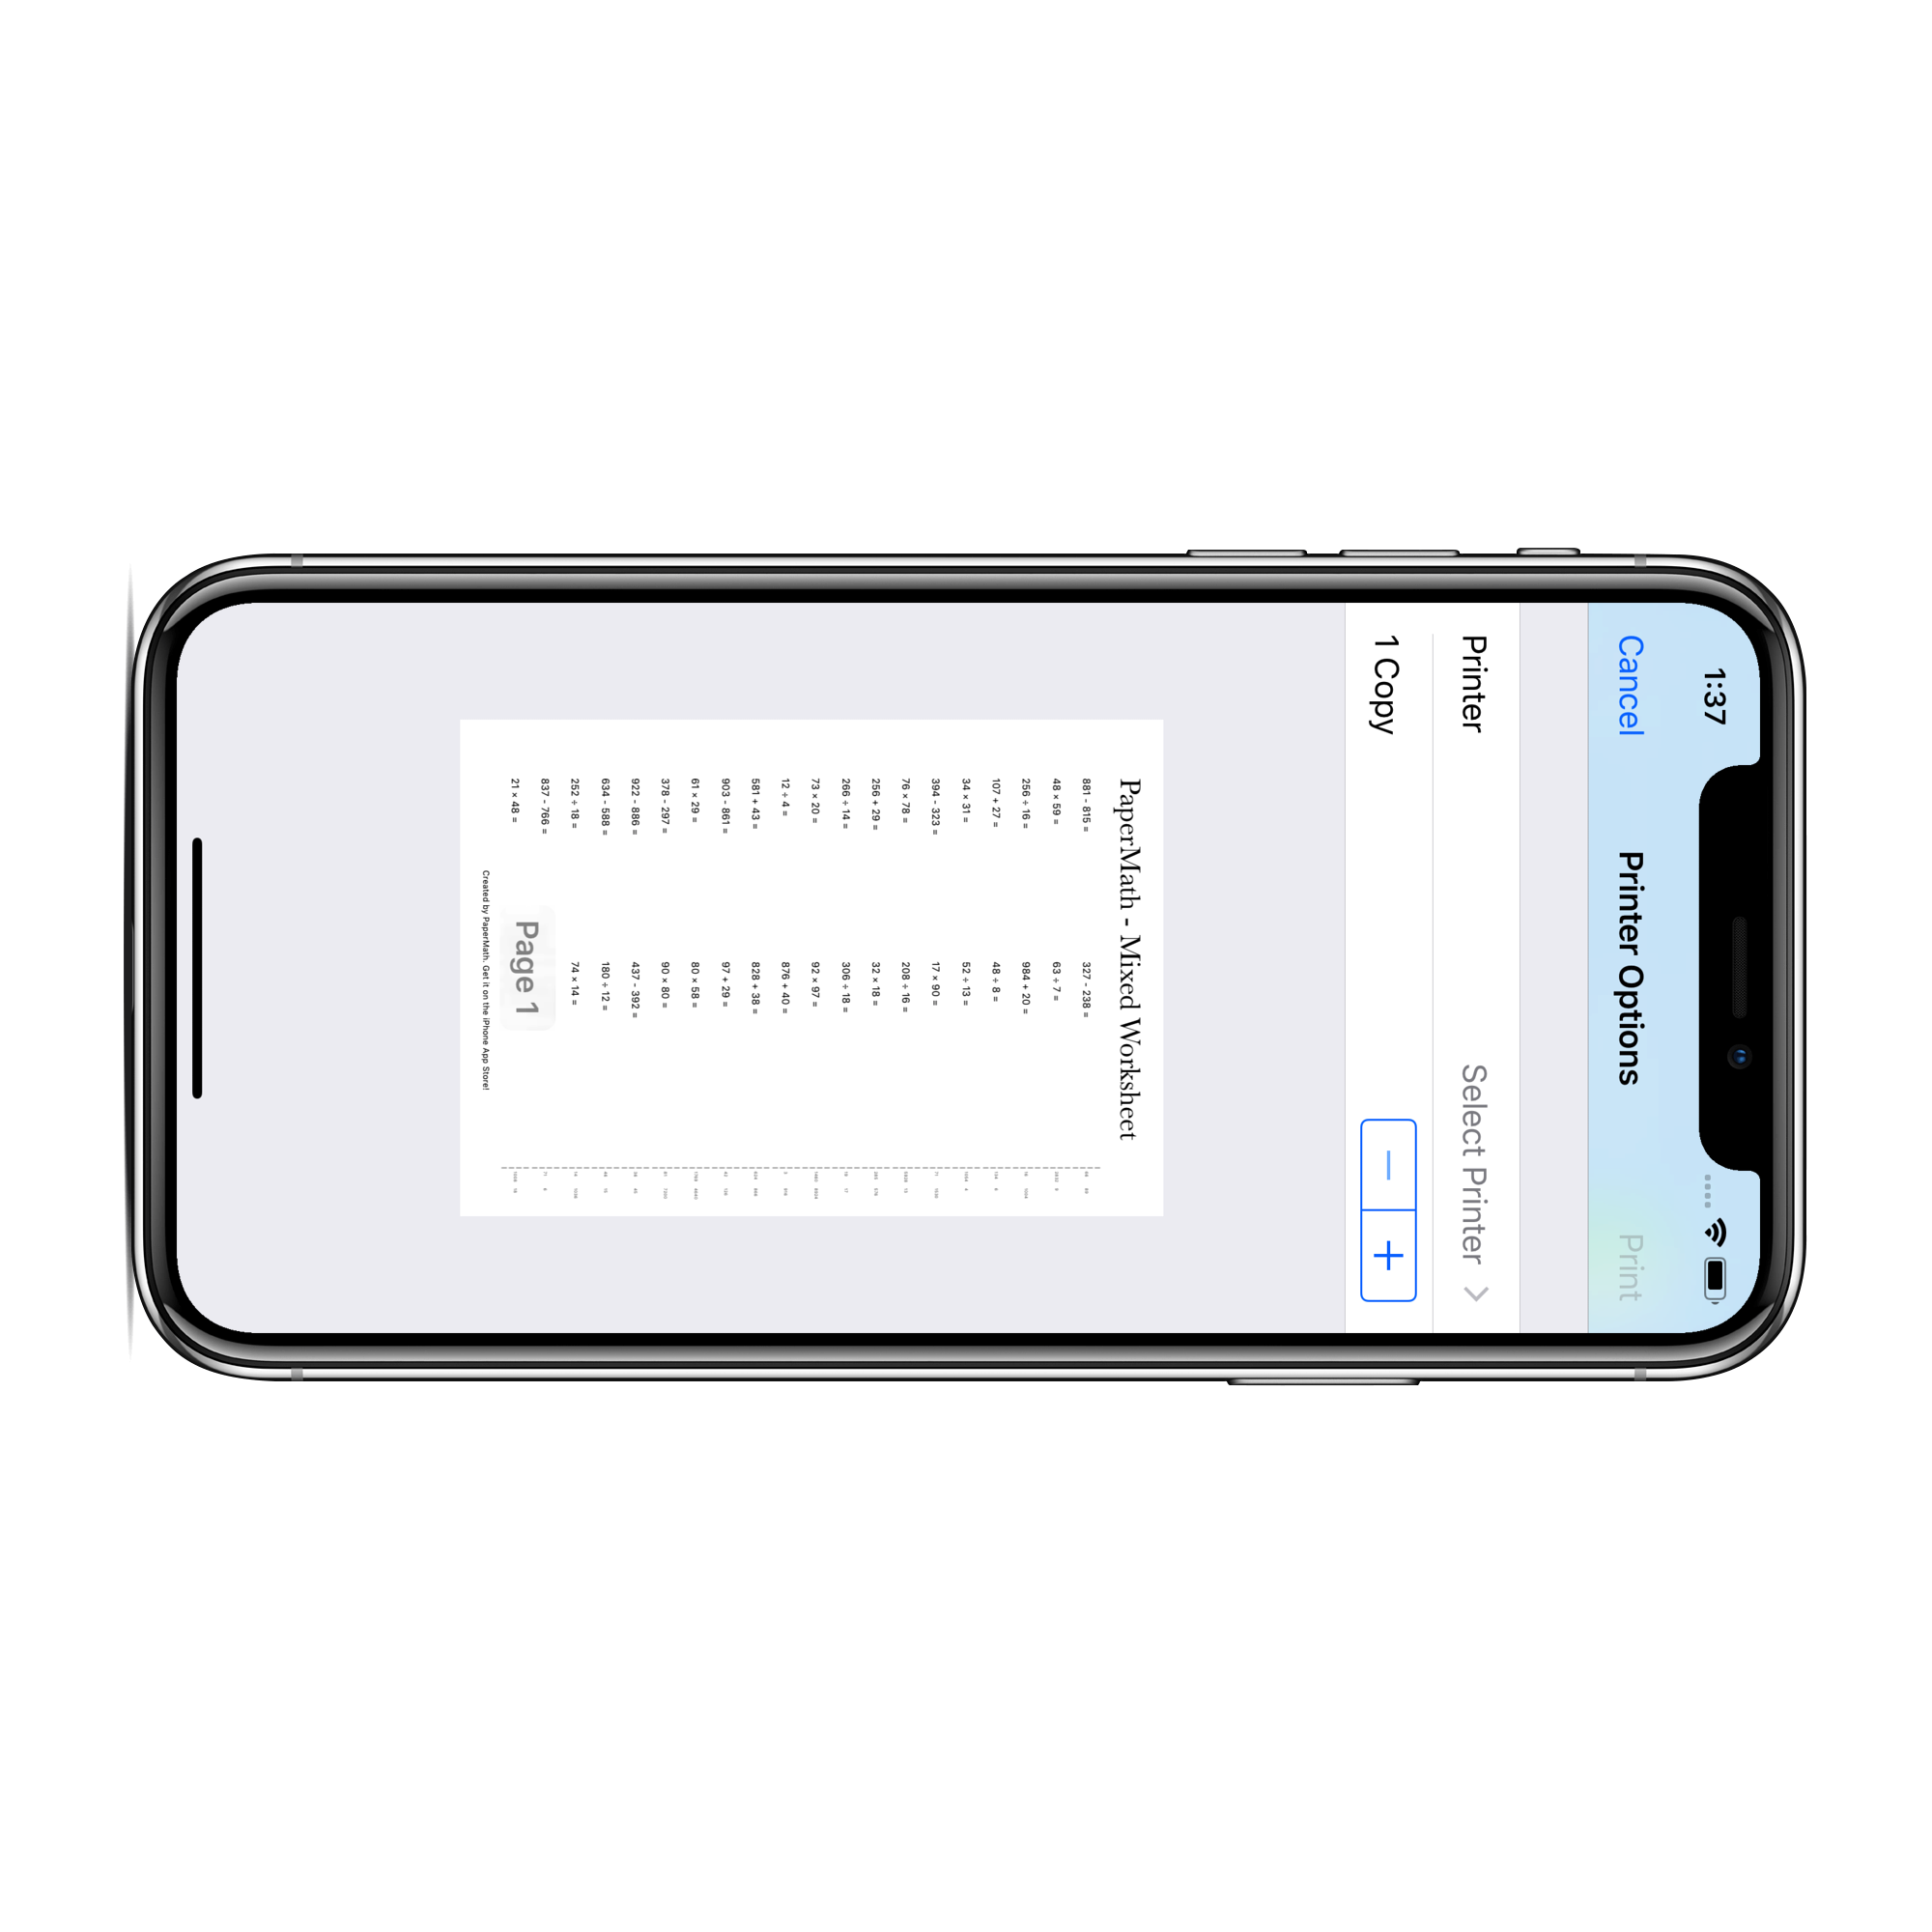 1:37
Cancel Printer Options Print
Printer Select Printer
1 Copy − +
PaperMath - Mixed Worksheet
881 - 815 = 327 - 238 =
48 × 59 = 63 ÷ 7 =
256 ÷ 16 = 984 + 20 =
107 + 27 = 48 ÷ 8 =
34 × 31 = 52 ÷ 13 =
394 - 323 = 17 × 90 =
76 × 78 = 208 ÷ 16 =
256 + 29 = 32 × 18 =
266 ÷ 14 = 306 ÷ 18 =
73 × 20 = 92 × 97 =
12 ÷ 4 = 876 + 40 =
581 + 43 = 828 + 38 =
903 - 861 = 97 + 29 =
61 × 29 = 80 × 58 =
378 - 297 = 90 × 80 =
922 - 886 = 437 - 392 =
634 - 588 = 180 ÷ 12 =
252 ÷ 18 = 74 × 14 =
837 - 766 =
21 × 48 =
Page 1
Created by PaperMath. Get it on the iPhone App Store!